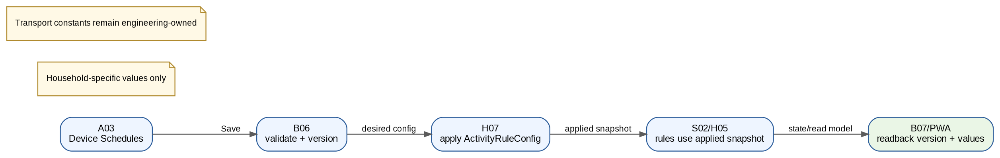 Transport constants remain engineering-owned
Household-specific values only
A03
Device Schedules
Save
B06
validate + version
desired config
H07
apply ActivityRuleConfig
applied snapshot
S02/H05
rules use applied snapshot
state/read model
B07/PWA
readback version + values